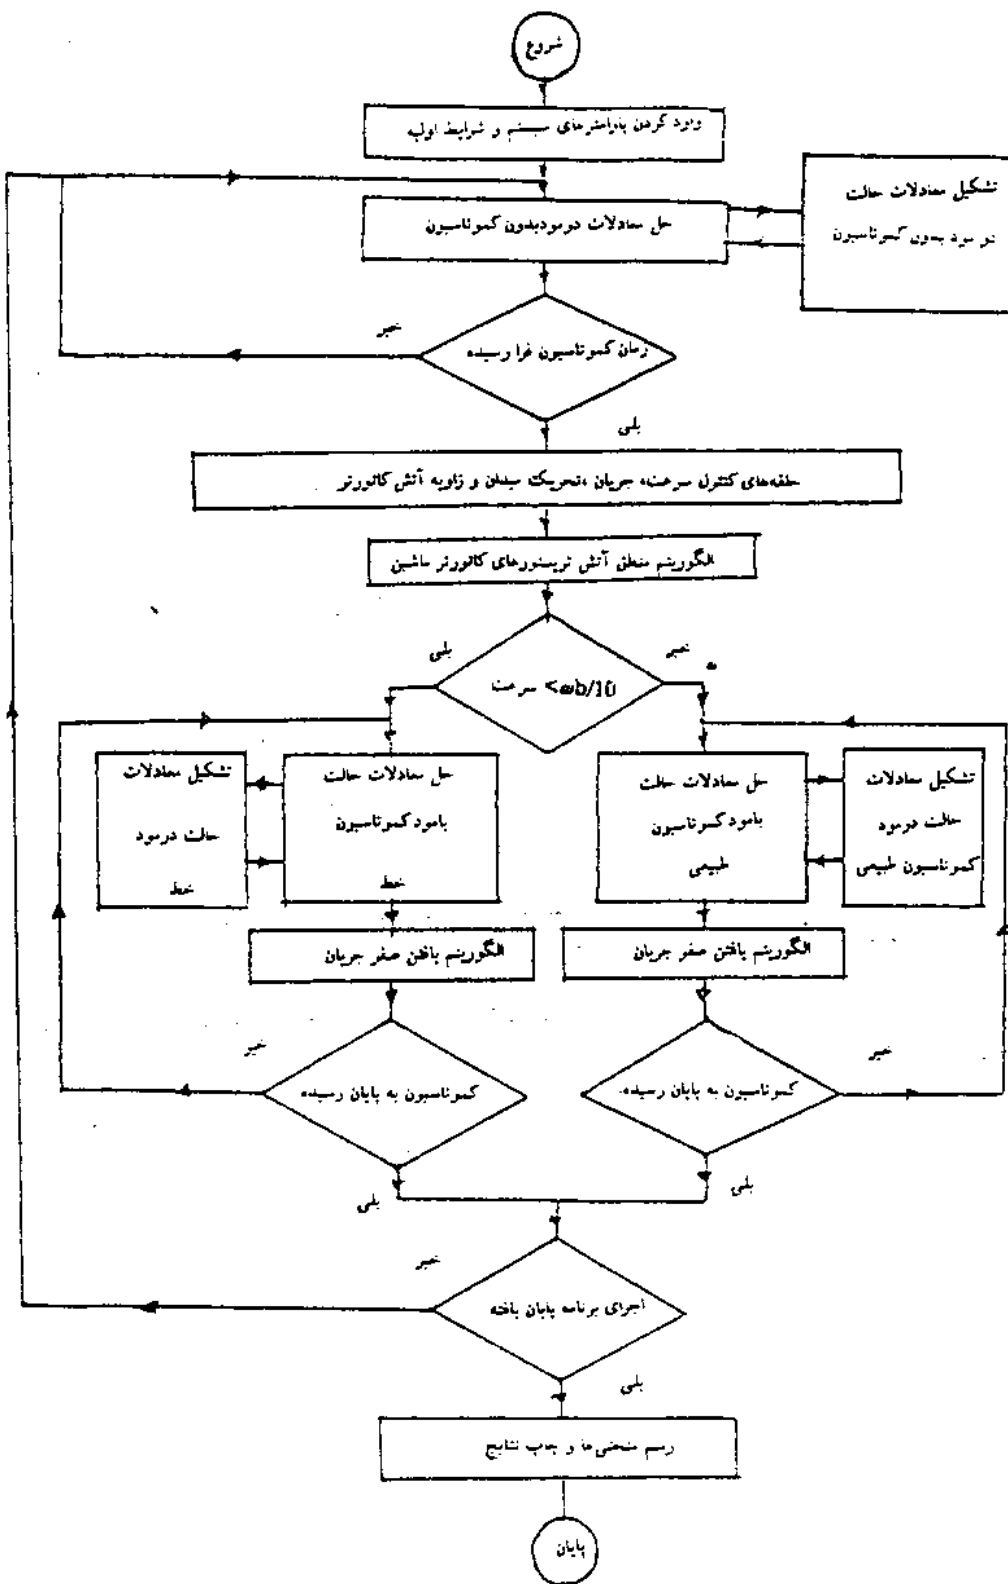 شروع
وارد کردن پارامترهای سیستم و شرایط اولیه
تشکیل معادلات حالت
در مود بدون کموتاسیون
حل معادلات درمودبدون کموتاسیون
خیر
زمان کموتاسیون فرا رسیده
بلی
حلقه‌های کنترل سرعت، جریان، تحریک میدان و زاویه آتش کانورتر
الگوریتم منطق آتش تریستورهای کانورتر ماشین
بلی
خیر
سرعت <ωb/10
تشکیل معادلات
حالت درمود
خط
حل معادلات حالت
بامود کموتاسیون
خط
حل معادلات حالت
بامود کموتاسیون
طبیعی
تشکیل معادلات
حالت درمود
کموتاسیون طبیعی
الگوریتم یافتن صفر جریان
الگوریتم یافتن صفر جریان
خیر
کموتاسیون به پایان رسیده
خیر
کموتاسیون به پایان رسیده
بلی
بلی
خیر
اجرای برنامه پایان یافته
بلی
رسم منحنی‌ها و چاپ نتایج
پایان